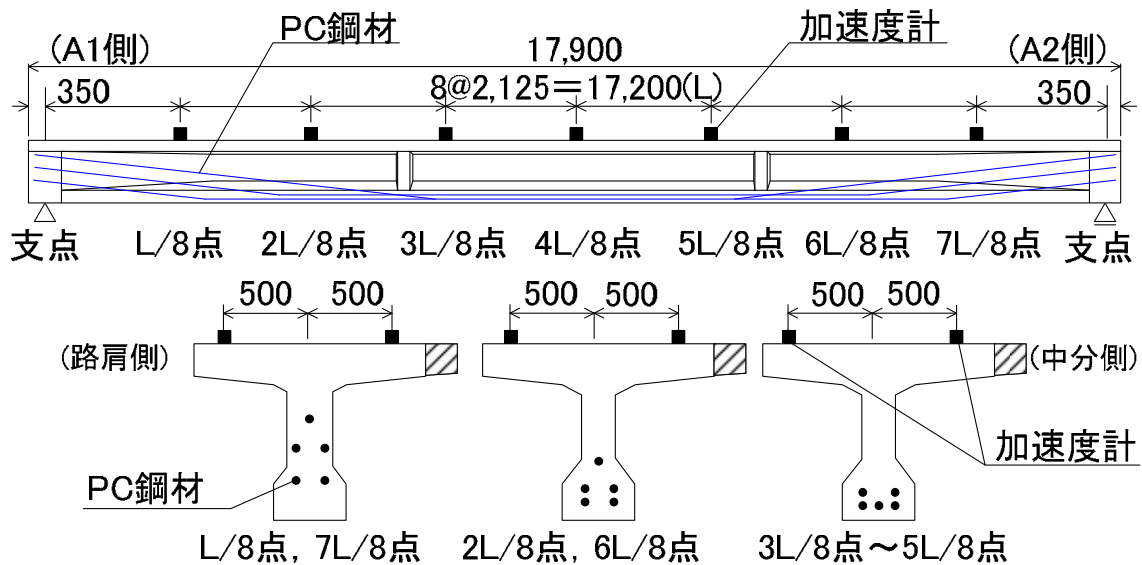 PC鋼材
加速度計
(A1側)
17,900
(A2側)
350
8@2,125=17,200(L)
350
支点
L/8点
2L/8点
3L/8点
4L/8点
5L/8点
6L/8点
7L/8点
支点
500
500
500
500
500
500
(路肩側)
(中分側)
加速度計
PC鋼材
L/8点, 7L/8点
2L/8点, 6L/8点
3L/8点～5L/8点